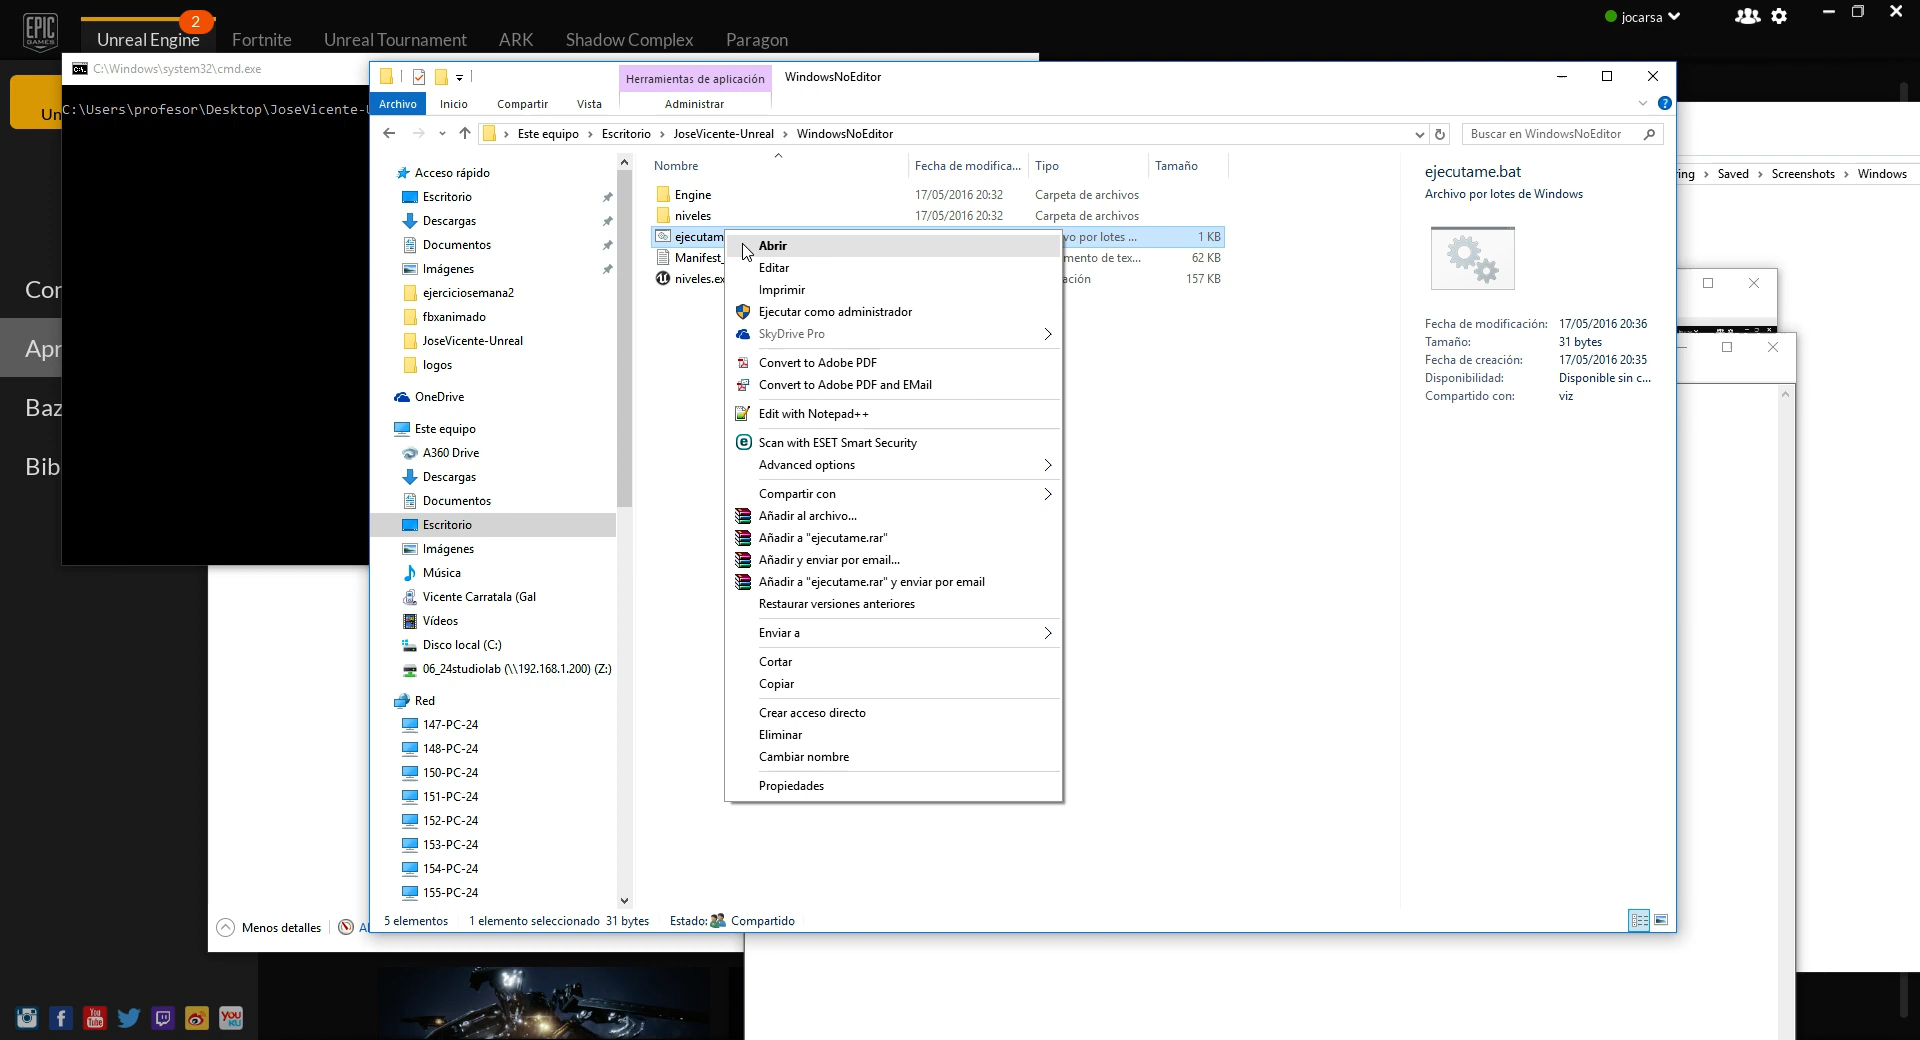 EPIC GAMES
2
Unreal Engine
Fortnite
Unreal Tournament
ARK
Shadow Complex
Paragon
jocarsa
C:\Windows\system32\cmd.exe
C:\Users\profesor\Desktop\JoseVicente-
Herramientas de aplicación
WindowsNoEditor
Archivo
Inicio
Compartir
Vista
Administrar
Este equipo > Escritorio > JoseVicente-Unreal > WindowsNoEditor
Buscar en WindowsNoEditor
Saved > Screenshots > Windows
Acceso rápido
Escritorio
Descargas
Documentos
Imágenes
ejerciciosemana2
fbxanimado
JoseVicente-Unreal
logos
OneDrive
Este equipo
A360 Drive
Descargas
Documentos
Escritorio
Imágenes
Música
Vicente Carratala (Gal
Vídeos
Disco local (C:)
06_24studiolab (\\192.168.1.200) (Z:)
Red
147-PC-24
148-PC-24
150-PC-24
151-PC-24
152-PC-24
153-PC-24
154-PC-24
155-PC-24
Nombre Fecha de modifica... Tipo Tamaño
Engine 17/05/2016 20:32 Carpeta de archivos
niveles 17/05/2016 20:32 Carpeta de archivos
ejecutam vo por lotes ... 1 KB
Manifest_ mento de tex... 62 KB
niveles.ex ación 157 KB
Abrir
Editar
Imprimir
Ejecutar como administrador
SkyDrive Pro
Convert to Adobe PDF
Convert to Adobe PDF and EMail
Edit with Notepad++
Scan with ESET Smart Security
Advanced options
Compartir con
Añadir al archivo...
Añadir a "ejecutame.rar"
Añadir y enviar por email...
Añadir a "ejecutame.rar" y enviar por email
Restaurar versiones anteriores
Enviar a
Cortar
Copiar
Crear acceso directo
Eliminar
Cambiar nombre
Propiedades
ejecutame.bat
Archivo por lotes de Windows
Fecha de modificación: 17/05/2016 20:36
Tamaño: 31 bytes
Fecha de creación: 17/05/2016 20:35
Disponibilidad: Disponible sin c...
Compartido con: viz
5 elementos
1 elemento seleccionado 31 bytes
Estado: Compartido
Un
Cor
Apr
Baz
Bib
Menos detalles
You Tube
YOU KU